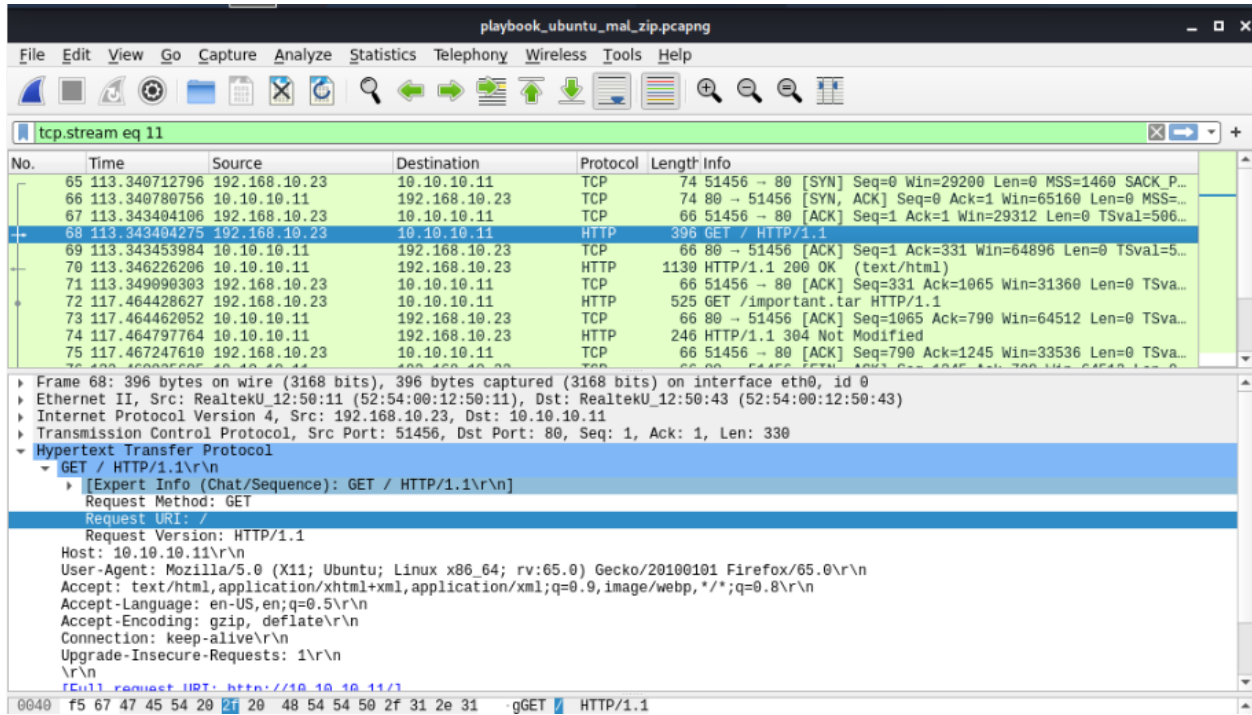 playbook_ubuntu_mal_zip.pcapng
File Edit View Go Capture Analyze Statistics Telephony Wireless Tools Help
tcp.stream eq 11
No. Time Source Destination Protocol Length Info
65 113.340712796 192.168.10.23 10.10.10.11 TCP 74 51456 → 80 [SYN] Seq=0 Win=29200 Len=0 MSS=1460 SACK_P…
66 113.340780756 10.10.10.11 192.168.10.23 TCP 74 80 → 51456 [SYN, ACK] Seq=0 Ack=1 Win=65160 Len=0 MSS=…
67 113.343404106 192.168.10.23 10.10.10.11 TCP 66 51456 → 80 [ACK] Seq=1 Ack=1 Win=29312 Len=0 TSval=506…
68 113.343404275 192.168.10.23 10.10.10.11 HTTP 396 GET / HTTP/1.1
69 113.343453984 10.10.10.11 192.168.10.23 TCP 66 80 → 51456 [ACK] Seq=1 Ack=331 Win=64896 Len=0 TSval=5…
70 113.346226206 10.10.10.11 192.168.10.23 HTTP 1130 HTTP/1.1 200 OK (text/html)
71 113.349090303 192.168.10.23 10.10.10.11 TCP 66 51456 → 80 [ACK] Seq=331 Ack=1065 Win=31360 Len=0 TSva…
72 117.464428627 192.168.10.23 10.10.10.11 HTTP 525 GET /important.tar HTTP/1.1
73 117.464462052 10.10.10.11 192.168.10.23 TCP 66 80 → 51456 [ACK] Seq=1065 Ack=790 Win=64512 Len=0 TSva…
74 117.464797764 10.10.10.11 192.168.10.23 HTTP 246 HTTP/1.1 304 Not Modified
75 117.467247610 192.168.10.23 10.10.10.11 TCP 66 51456 → 80 [ACK] Seq=790 Ack=1245 Win=33536 Len=0 TSva…
Frame 68: 396 bytes on wire (3168 bits), 396 bytes captured (3168 bits) on interface eth0, id 0
Ethernet II, Src: RealtekU_12:50:11 (52:54:00:12:50:11), Dst: RealtekU_12:50:43 (52:54:00:12:50:43)
Internet Protocol Version 4, Src: 192.168.10.23, Dst: 10.10.10.11
Transmission Control Protocol, Src Port: 51456, Dst Port: 80, Seq: 1, Ack: 1, Len: 330
Hypertext Transfer Protocol
GET / HTTP/1.1\r\n
[Expert Info (Chat/Sequence): GET / HTTP/1.1\r\n]
Request Method: GET
Request URI: /
Request Version: HTTP/1.1
Host: 10.10.10.11\r\n
User-Agent: Mozilla/5.0 (X11; Ubuntu; Linux x86_64; rv:65.0) Gecko/20100101 Firefox/65.0\r\n
Accept: text/html,application/xhtml+xml,application/xml;q=0.9,image/webp,*/*;q=0.8\r\n
Accept-Language: en-US,en;q=0.5\r\n
Accept-Encoding: gzip, deflate\r\n
Connection: keep-alive\r\n
Upgrade-Insecure-Requests: 1\r\n
\r\n
[Full request URI: http://10.10.10.11/]
0040 f5 67 47 45 54 20 2f 20 48 54 54 50 2f 31 2e 31 ·gGET / HTTP/1.1